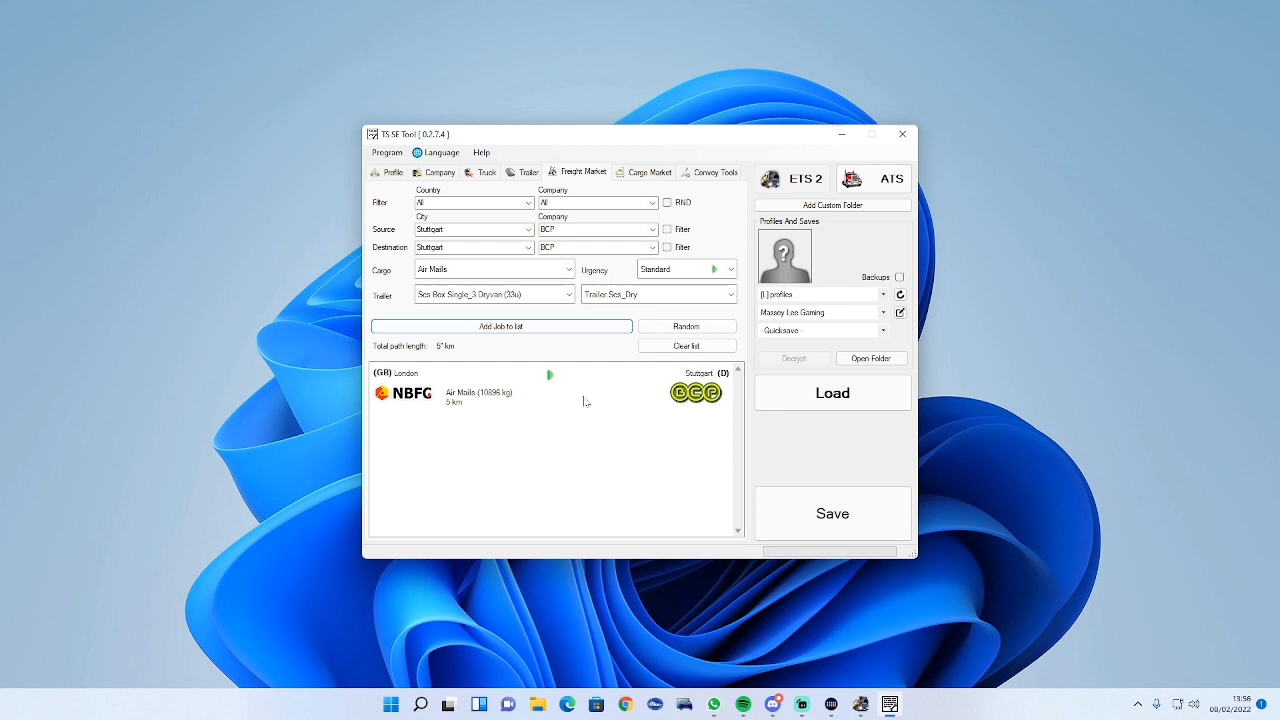 TS SE Tool [ 0.2.7.4 ]
Program Language Help
Profile Company Truck Trailer Freight Market Cargo Market Convoy Tools
Country Company
Filter All All RND
City Company
Source Stuttgart BCP Filter
Destination Stuttgart BCP Filter
Cargo Air Mails Urgency Standard
Trailer Scs Box Single_3 Dryvan (33u) Trailer.Scs_Dry
Add Job to list Random
Total path length: 5* km Clear list
(GB) London Stuttgart (D)
NBFC Air Mails (10896 kg) BCP
5 km
ETS 2 ATS
Add Custom Folder
Profiles And Saves
?
Backups
[L] profiles
Massey Lee Gaming
- Quicksave -
Decrypt Open Folder
Load
Save
13:56
08/02/2022